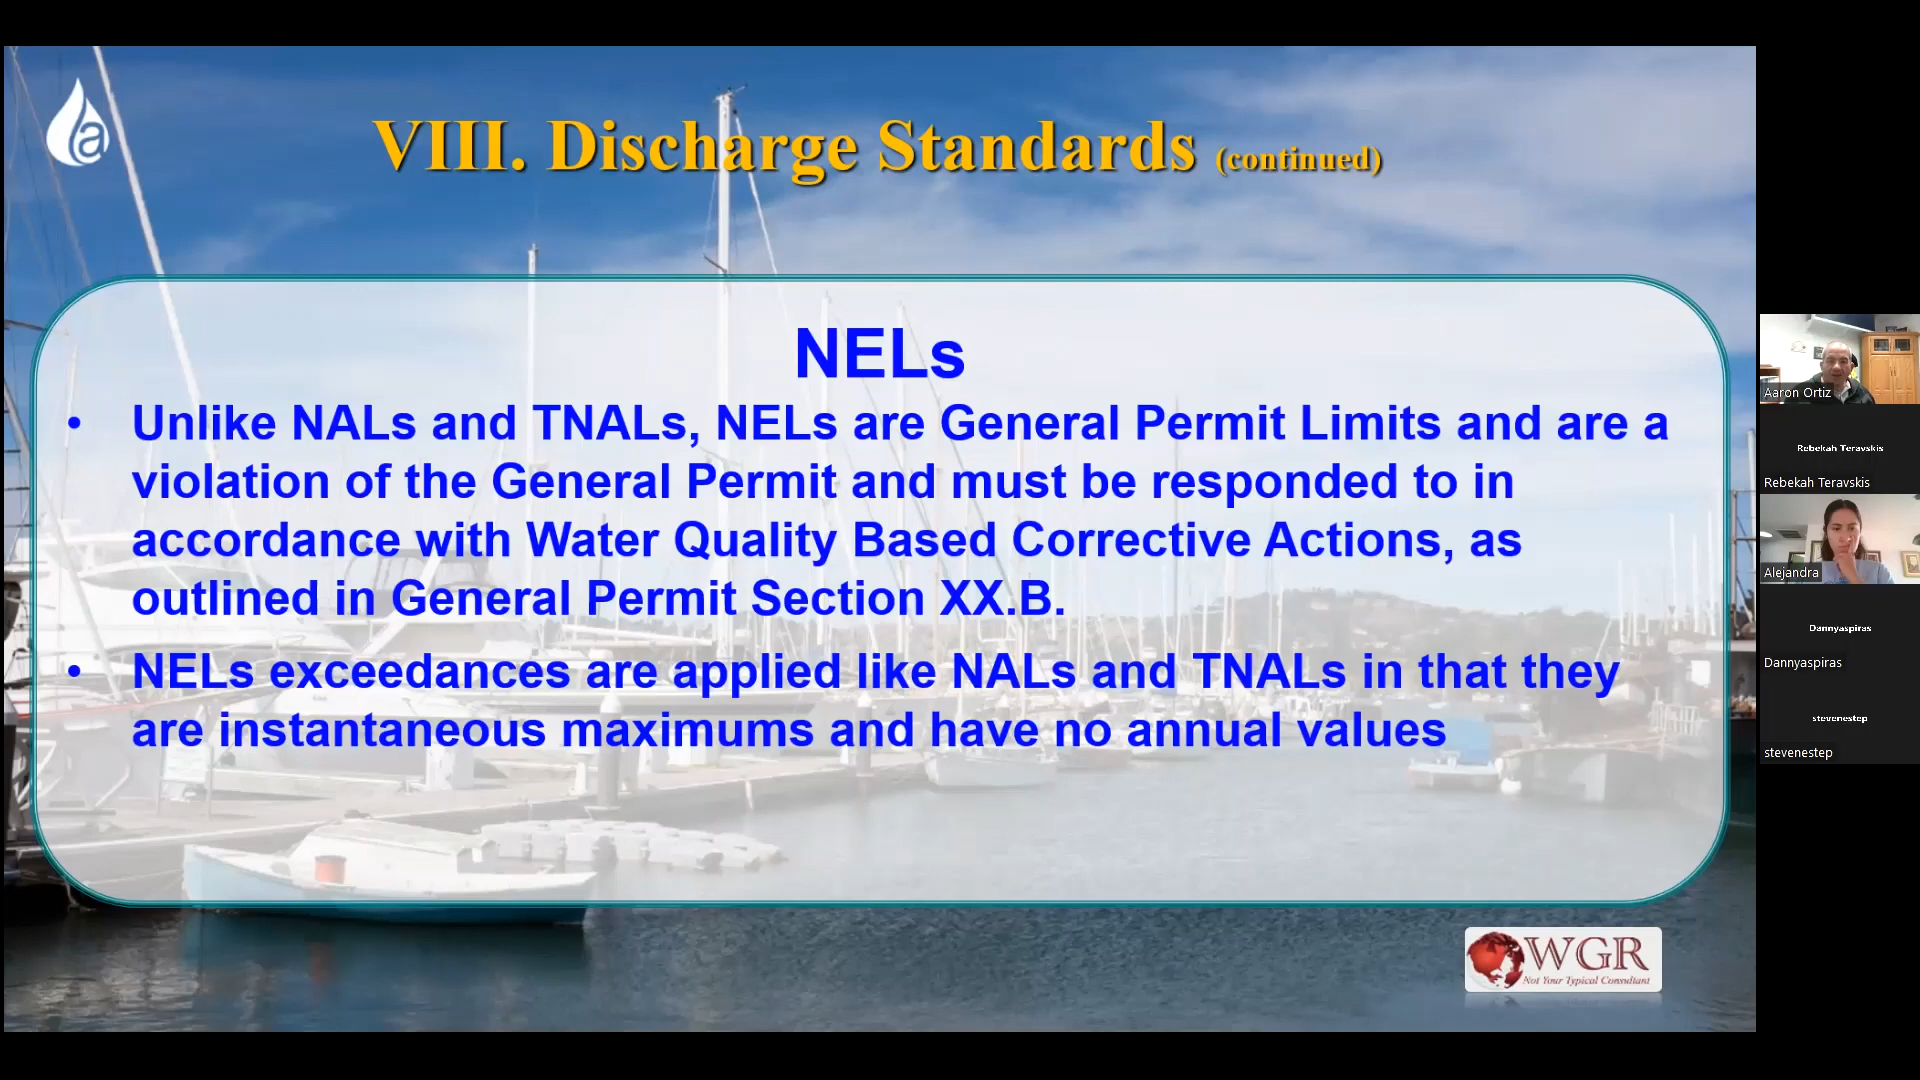 a
VIII. Discharge Standards (continued)
NELs
• Unlike NALs and TNALs, NELs are General Permit Limits and are a
violation of the General Permit and must be responded to in
accordance with Water Quality Based Corrective Actions, as
outlined in General Permit Section XX.B.
• NELs exceedances are applied like NALs and TNALs in that they
are instantaneous maximums and have no annual values
WGR
Not Your Typical Consultant
Aaron Ortiz
Rebekah Teravskis
Rebekah Teravskis
Alejandra
Dannyaspiras
Dannyaspiras
stevenestep
stevenestep